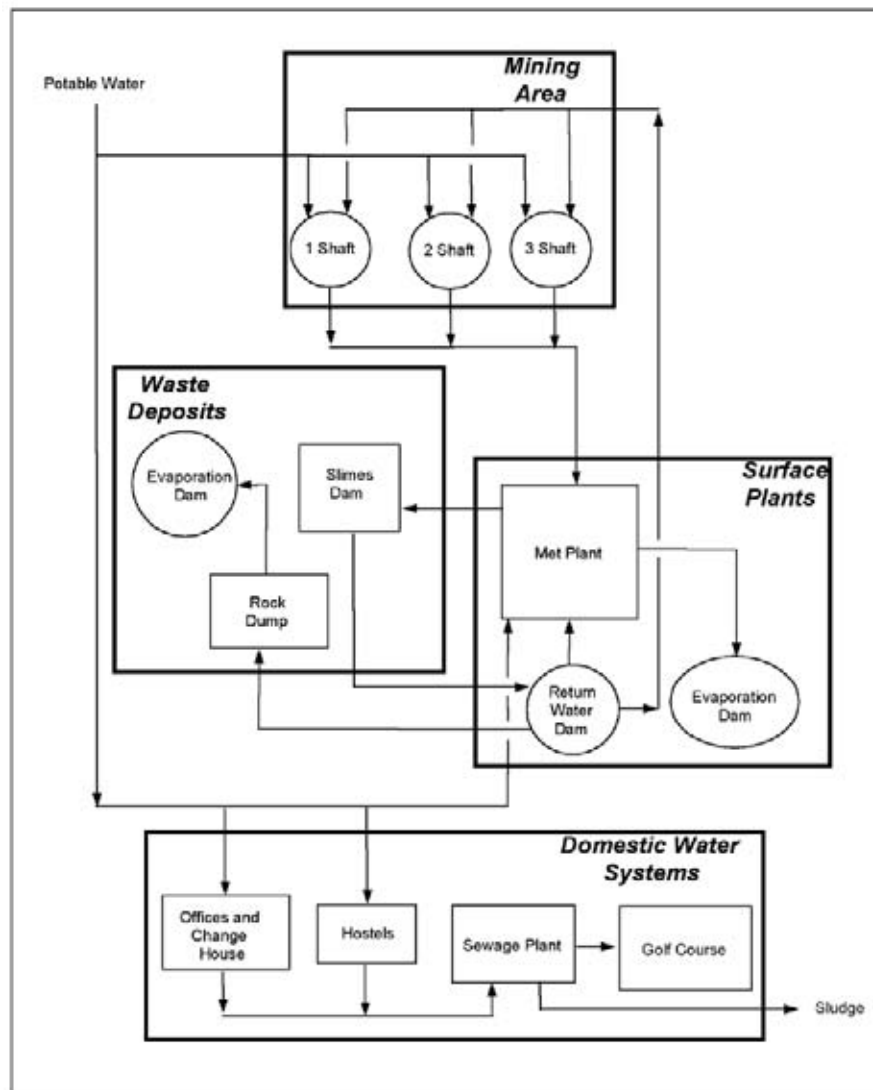 Mining
Area
Potable Water
1 Shaft
2 Shaft
3 Shaft
Waste
Deposits
Evaporation
Dam
Slimes
Dam
Rock
Dump
Surface
Plants
Met Plant
Return
Water
Dam
Evaporation
Dam
Domestic Water
Systems
Offices and
Change
House
Hostels
Sewage Plant
Golf Course
Sludge